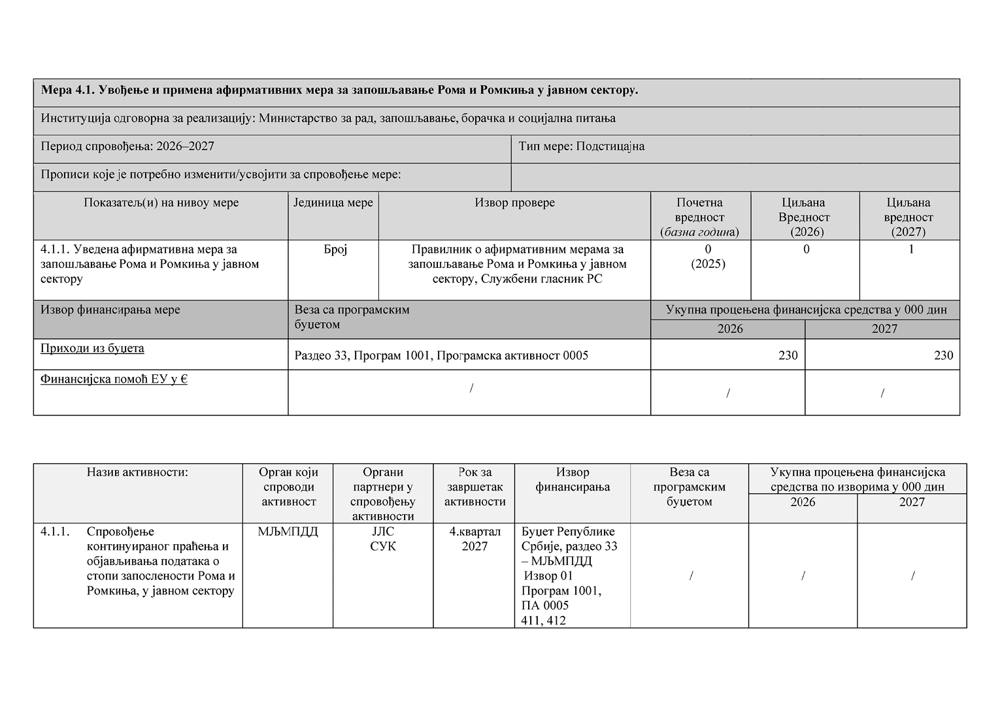 Мера 4.1. Увођење и примена афирмативних мера за запошљавање Рома и Ромкиња у јавном сектору.
Институција одговорна за реализацију: Министарство за рад, запошљавање, борачка и социјална питања
Период спровођења: 2026–2027
Тип мере: Подстицајна
Прописи које је потребно изменити/усвојити за спровођење мере:
Показатељ(и) на нивоу мере
Јединица мере
Извор провере
Почетна
вредност
(базна година)
Циљана
Вредност
(2026)
Циљана
вредност
(2027)
4.1.1. Уведена афирмативна мера за
запошљавање Рома и Ромкиња у јавном
сектору
Број
Правилник о афирмативним мерама за
запошљавање Рома и Ромкиња у јавном
сектору, Службени гласник РС
0
(2025)
0
1
Извор финансирања мере
Веза са програмским
буџетом
Укупна процењена финансијска средства у 000 дин
2026
2027
Приходи из буџета
Раздео 33, Програм 1001, Програмска активност 0005
230
230
Финансијска помоћ ЕУ у €
/
/
/
Назив активности:
Орган који
спроводи
активност
Органи
партнери у
спровођењу
активности
Рок за
завршетак
активности
Извор
финансирања
Веза са
програмским
буџетом
Укупна процењена финансијска
средства по изворима у 000 дин
2026
2027
4.1.1. Спровођење
континуираног праћења и
објављивања података о
стопи запослености Рома и
Ромкиња, у јавном сектору
МЉМПДД
ЈЛС
СУК
4.квартал
2027
Буџет Републике
Србије, раздео 33
– МЉМПДД
Извор 01
Програм 1001,
ПА 0005
411, 412
/
/
/